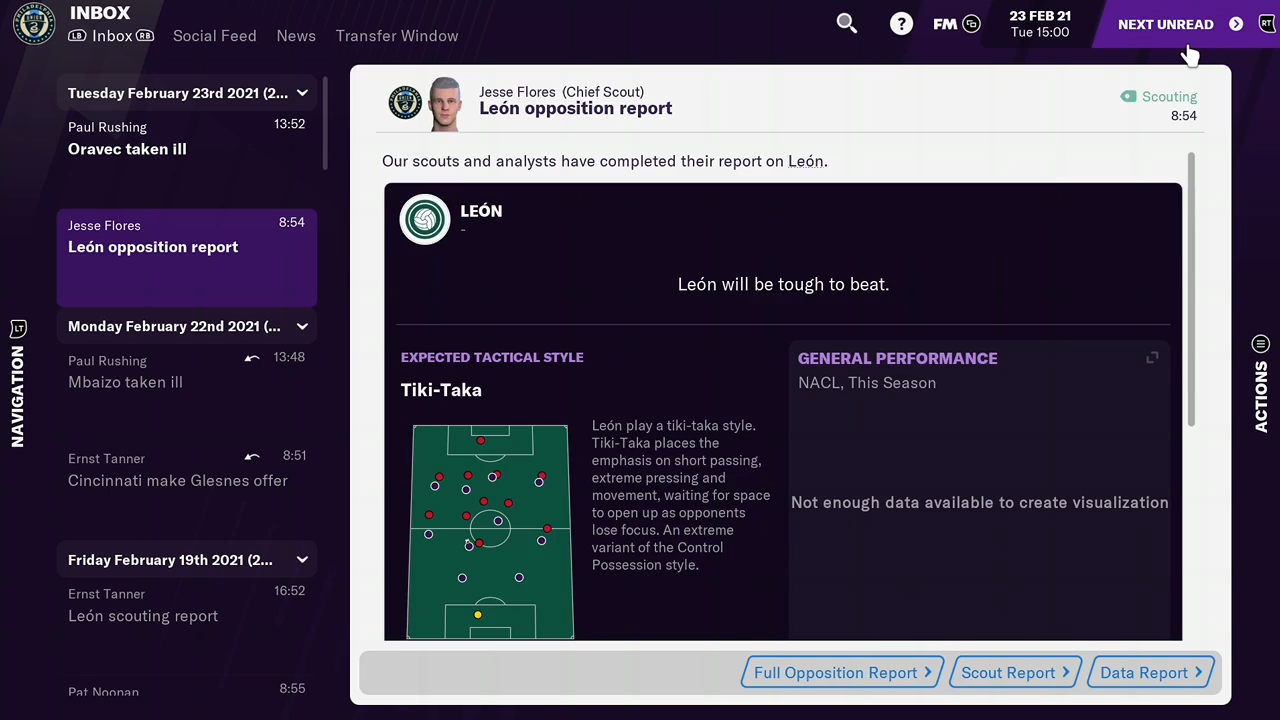 INBOX
LB Inbox RB
Social Feed
News
Transfer Window
?
FM
23 FEB 21
Tue 15:00
NEXT UNREAD
RT
Tuesday February 23rd 2021 (2...
Paul Rushing
13:52
Oravec taken ill
Jesse Flores
8:54
León opposition report
Monday February 22nd 2021 (...
Paul Rushing
13:48
Mbaizo taken ill
Ernst Tanner
8:51
Cincinnati make Glesnes offer
Friday February 19th 2021 (2...
Ernst Tanner
16:52
León scouting report
Pat Noonan
8:55
LT
NAVIGATION
Jesse Flores (Chief Scout)
León opposition report
Scouting
8:54
Our scouts and analysts have completed their report on León.
LEÓN
-
León will be tough to beat.
EXPECTED TACTICAL STYLE
Tiki-Taka
León play a tiki-taka style.
Tiki-Taka places the
emphasis on short passing,
extreme pressing and
movement, waiting for space
to open up as opponents
lose focus. An extreme
variant of the Control
Possession style.
GENERAL PERFORMANCE
NACL, This Season
Not enough data available to create visualization
Full Opposition Report
Scout Report
Data Report
ACTIONS